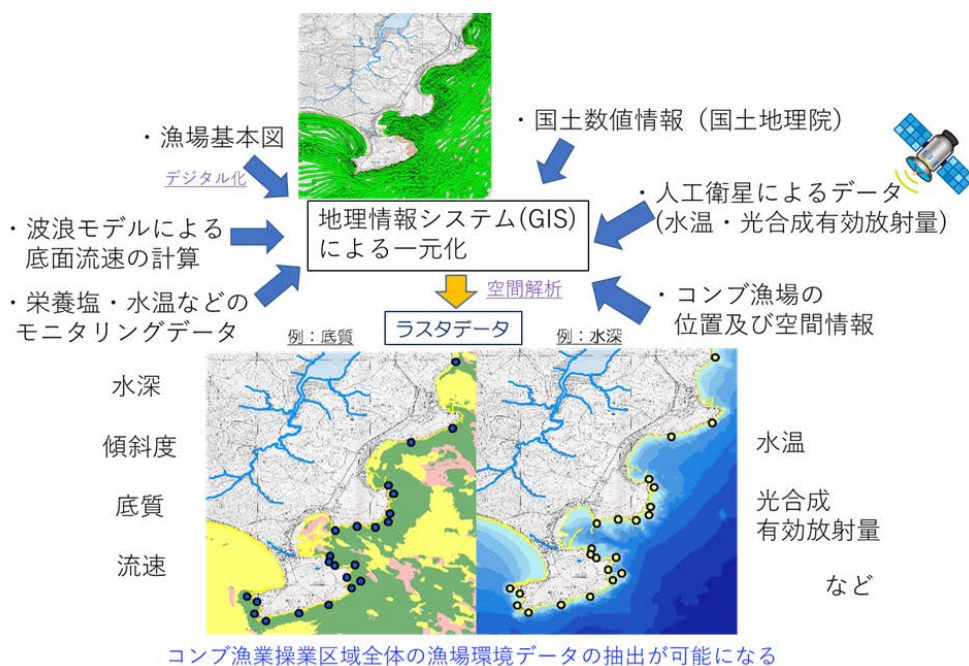 ・漁場基本図
デジタル化
・国土数値情報（国土地理院）
・波浪モデルによる
底面流速の計算
地理情報システム(GIS)
による一元化
・人工衛星によるデータ
(水温・光合成有効放射量)
・栄養塩・水温などの
モニタリングデータ
空間解析
・コンブ漁場の
位置及び空間情報
ラスタデータ
例：底質
例：水深
水深
傾斜度
底質
流速
水温
光合成
有効放射量
など
コンブ漁業操業区域全体の漁場環境データの抽出が可能になる